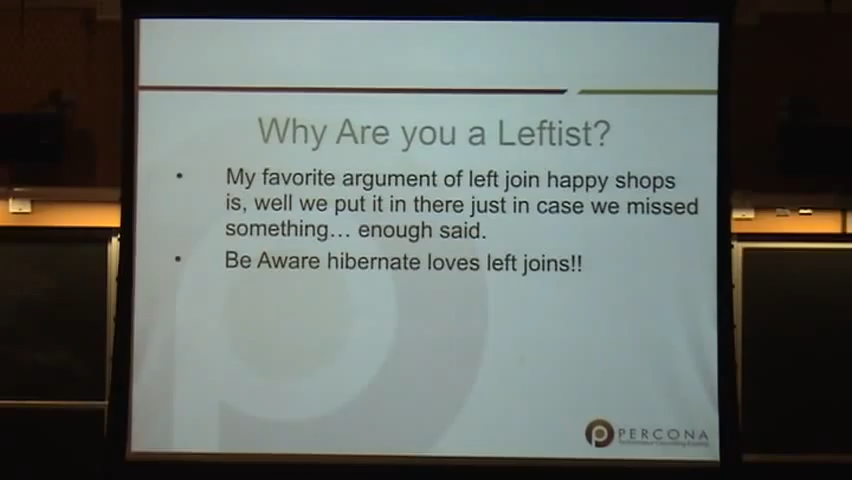 Why Are you a Leftist?
• My favorite argument of left join happy shops
is, well we put it in there just in case we missed
something... enough said.
• Be Aware hibernate loves left joins!!
PERCONA